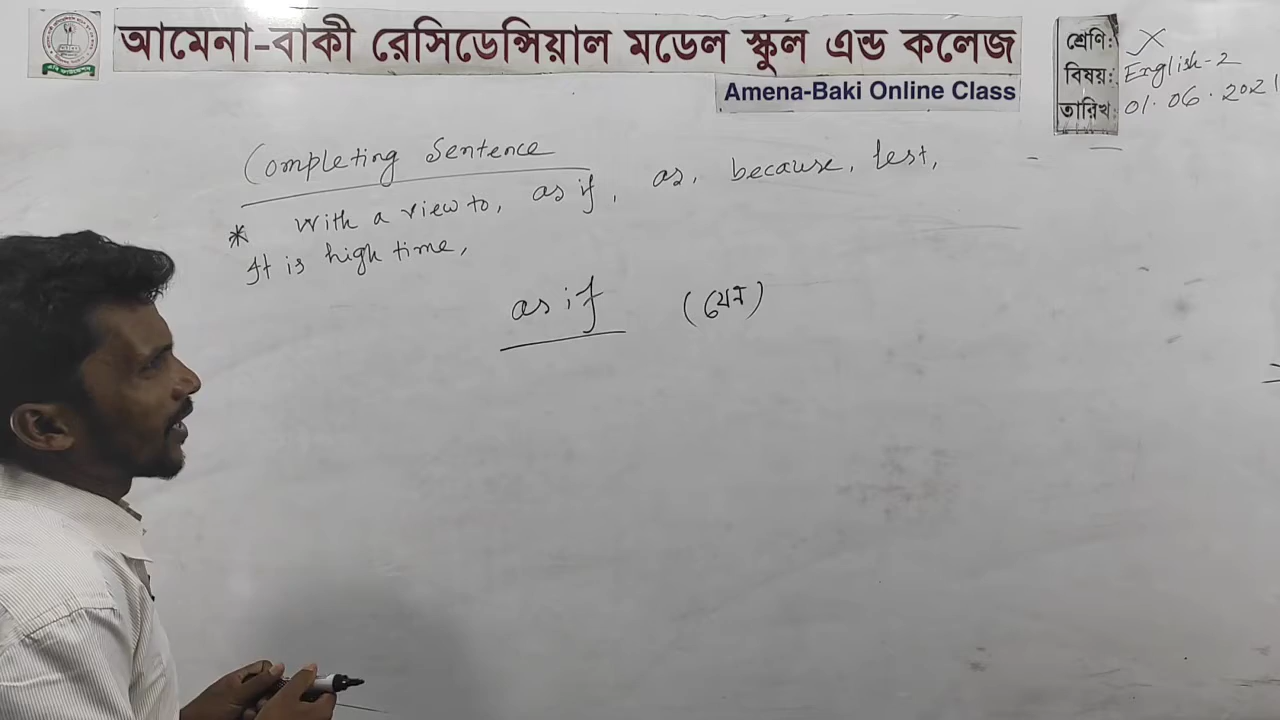 আমেনা-বাকী রেসিডেন্সিয়াল মডেল স্কুল এন্ড কলেজ
Amena-Baki Online Class
শ্রেণি: X
বিষয়: English-2
তারিখ: 01.06.2021
Completing Sentence
* With a view to, as if, as, because, lest,
It is high time,
as if (যেন)